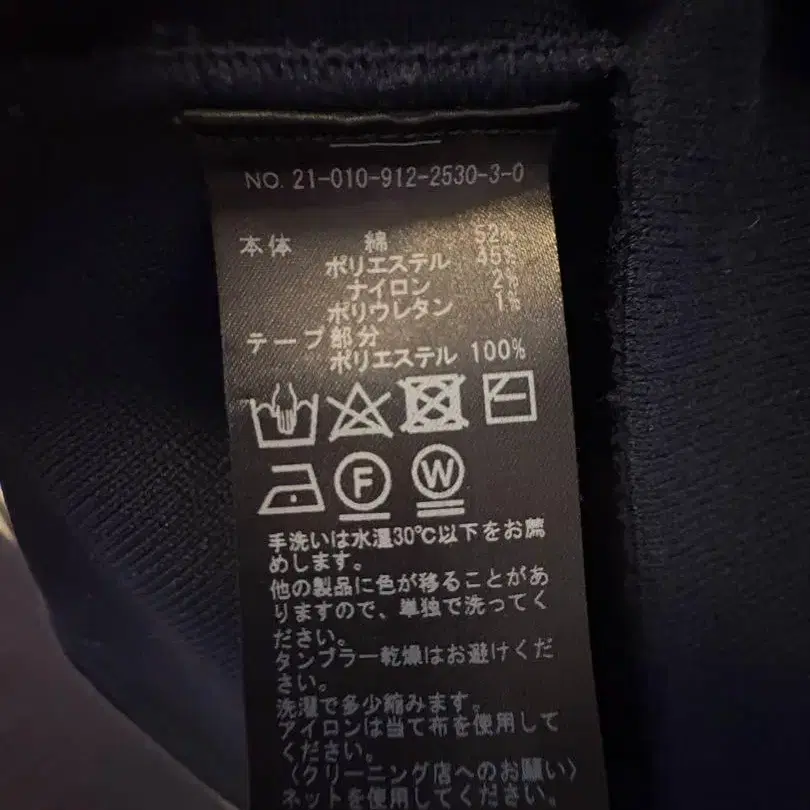 NO. 21-010-912-2530-3-0
本体 綿 52%
ポリエステル 45%
ナイロン 2%
ポリウレタン 1%
テープ部分
ポリエステル 100%
F W
手洗いは水温30℃以下をお薦
めします。
他の製品に色が移ることがあ
りますので、単独で洗ってく
ださい。
タンブラー乾燥はお避けくだ
さい。
洗濯で多少縮みます。
アイロンは当て布を使用して
ください。
〈クリーニング店へのお願い〉
ネットを使用してください。